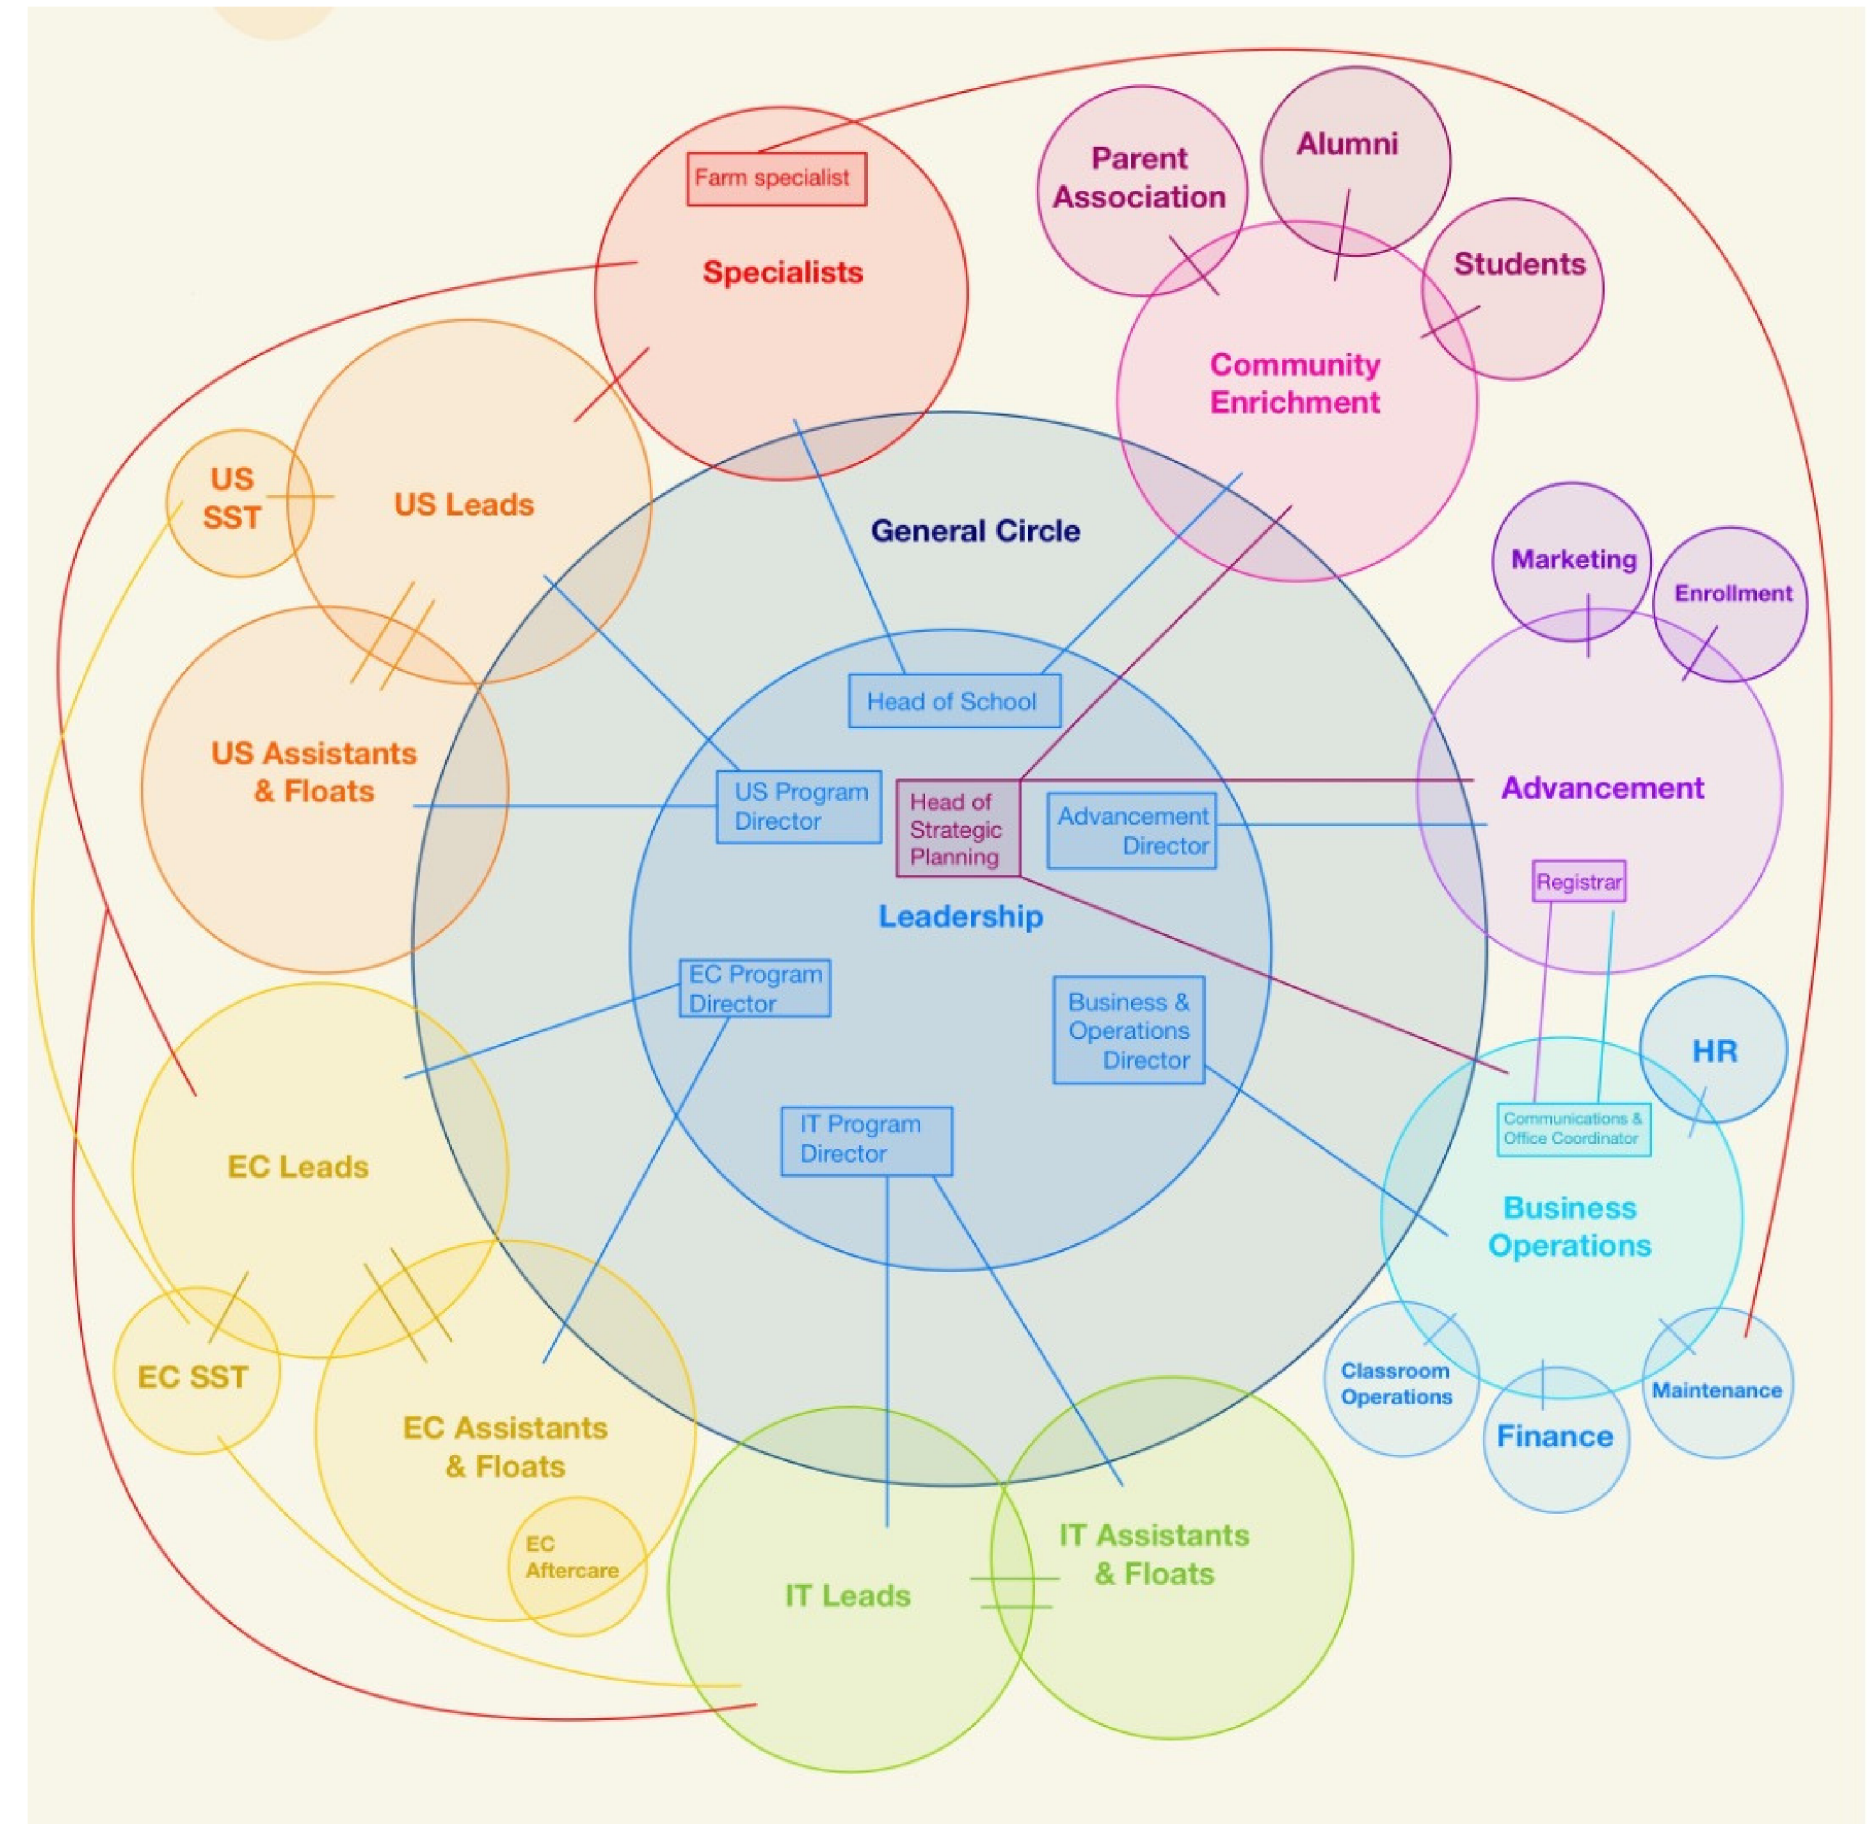 Farm specialist
Specialists
Parent
Association
Alumni
Students
Community
Enrichment
US
SST
US Leads
General Circle
Marketing
Enrollment
Head of School
US Assistants
& Floats
US Program
Director
Head of
Strategic
Planning
Advancement
Director
Advancement
Registrar
Leadership
EC Program
Director
Business &
Operations
Director
HR
IT Program
Director
Communications &
Office Coordinator
EC Leads
Business
Operations
EC SST
Classroom
Operations
Finance
Maintenance
EC Assistants
& Floats
EC
Aftercare
IT Leads
IT Assistants
& Floats